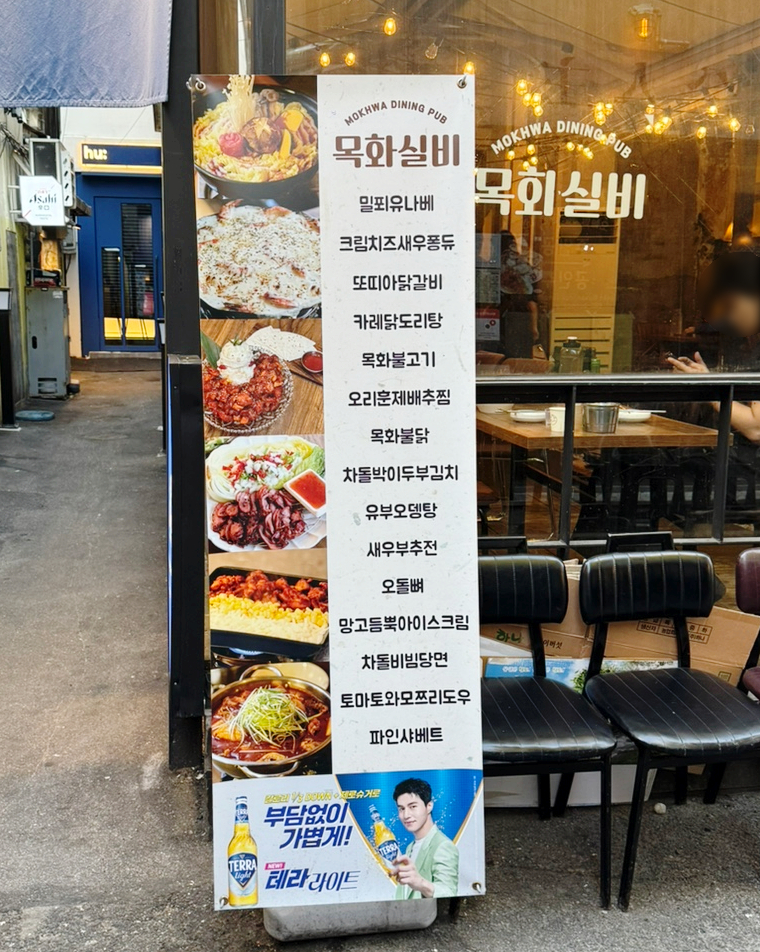 MOKHWA DINING PUB
목화실비
밀푀유나베
크림치즈새우퐁듀
또띠아닭갈비
카레닭도리탕
목화불고기
오리훈제배추찜
목화불닭
차돌박이두부김치
유부오뎅탕
새우부추전
오돌뼈
망고듬뿍아이스크림
차돌비빔당면
토마토와모쯔리도우
파인샤베트
부담없이
가볍게!
NEW!
테라 라이트
TERRA
Light
MOKHWA DINING PUB
목화실비
hu:
Asahi